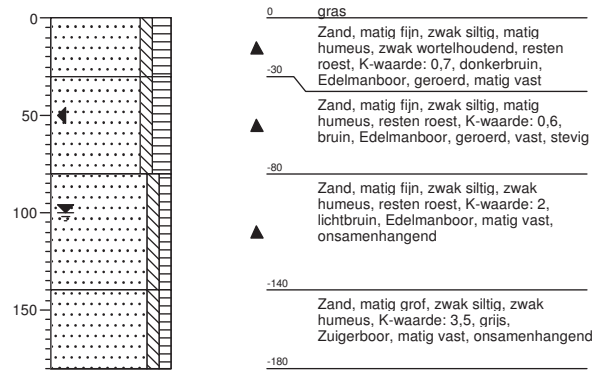 0
50
100
150
0
gras
Zand, matig fijn, zwak siltig, matig
humeus, zwak wortelhoudend, resten
roest, K-waarde: 0,7, donkerbruin,
Edelmanboor, geroerd, matig vast
-30
Zand, matig fijn, zwak siltig, matig
humeus, resten roest, K-waarde: 0,6,
bruin, Edelmanboor, geroerd, vast, stevig
-80
Zand, matig fijn, zwak siltig, zwak
humeus, resten roest, K-waarde: 2,
lichtbruin, Edelmanboor, matig vast,
onsamenhangend
-140
Zand, matig grof, zwak siltig, zwak
humeus, K-waarde: 3,5, grijs,
Zuigerboor, matig vast, onsamenhangend
-180